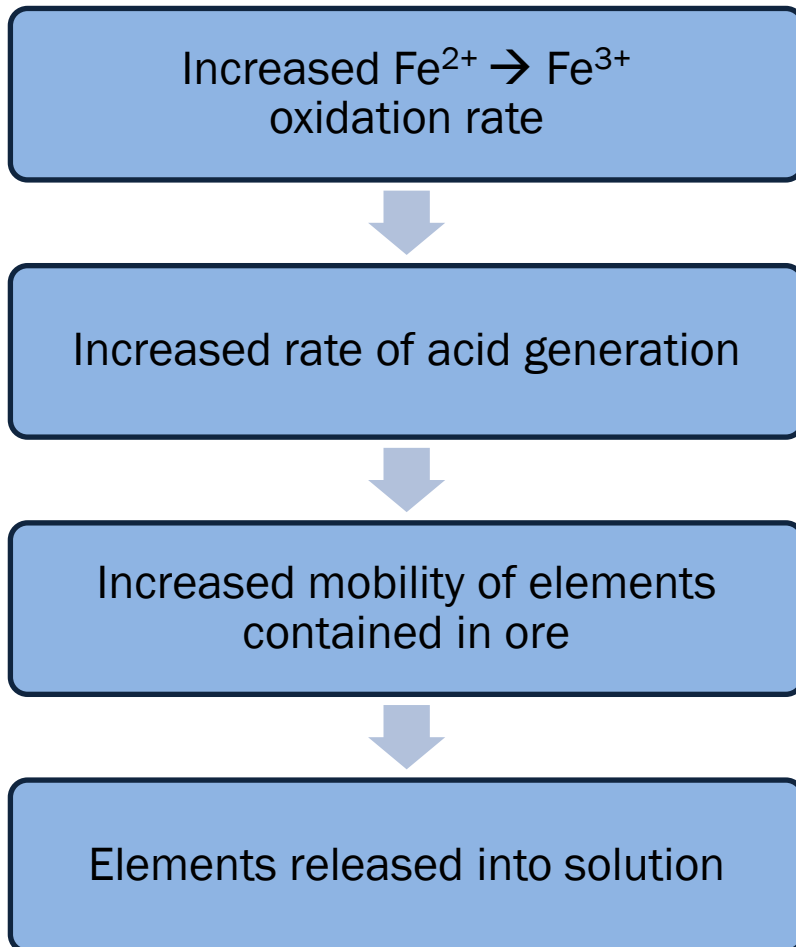 Increased Fe²⁺ → Fe³⁺
oxidation rate
Increased rate of acid generation
Increased mobility of elements
contained in ore
Elements released into solution